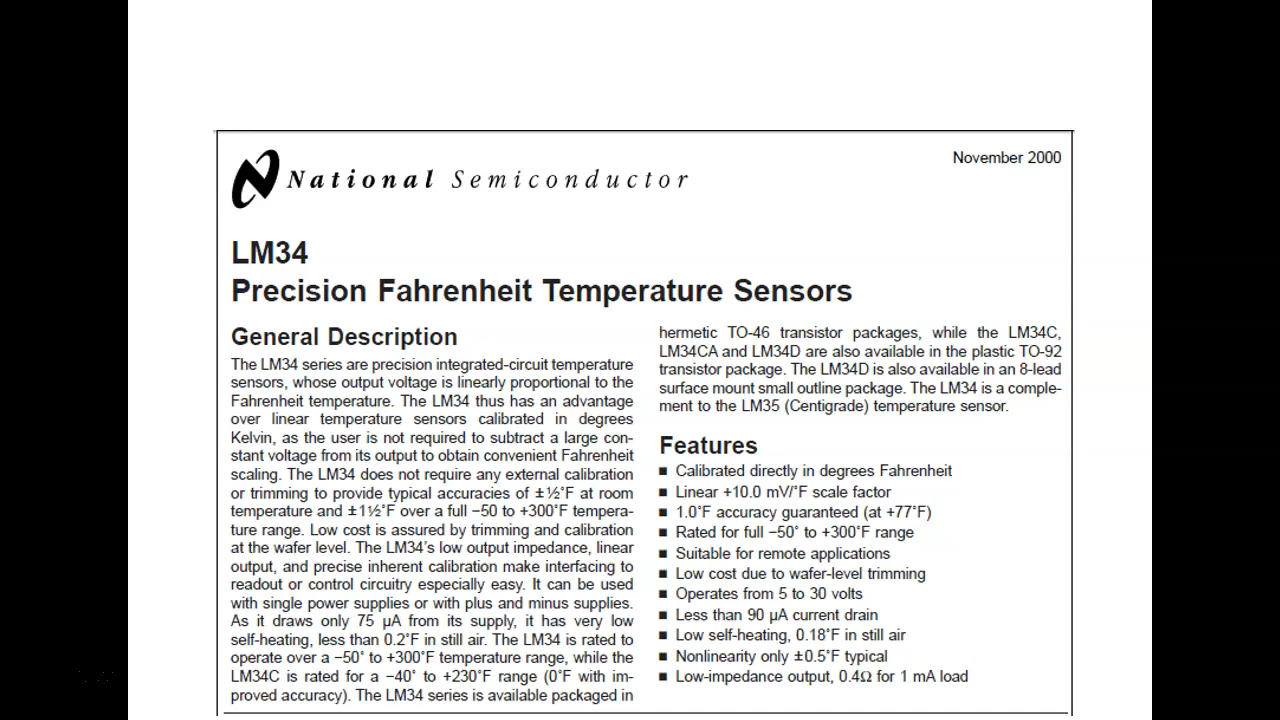 November 2000
National Semiconductor
LM34
Precision Fahrenheit Temperature Sensors
General Description
The LM34 series are precision integrated-circuit temperature
sensors, whose output voltage is linearly proportional to the
Fahrenheit temperature. The LM34 thus has an advantage
over linear temperature sensors calibrated in degrees
Kelvin, as the user is not required to subtract a large con-
stant voltage from its output to obtain convenient Fahrenheit
scaling. The LM34 does not require any external calibration
or trimming to provide typical accuracies of ±½˚F at room
temperature and ±1½˚F over a full −50 to +300˚F tempera-
ture range. Low cost is assured by trimming and calibration
at the wafer level. The LM34's low output impedance, linear
output, and precise inherent calibration make interfacing to
readout or control circuitry especially easy. It can be used
with single power supplies or with plus and minus supplies.
As it draws only 75 µA from its supply, it has very low
self-heating, less than 0.2˚F in still air. The LM34 is rated to
operate over a −50˚ to +300˚F temperature range, while the
LM34C is rated for a −40˚ to +230˚F range (0˚F with im-
proved accuracy). The LM34 series is available packaged in
hermetic TO-46 transistor packages, while the LM34C,
LM34CA and LM34D are also available in the plastic TO-92
transistor package. The LM34D is also available in an 8-lead
surface mount small outline package. The LM34 is a comple-
ment to the LM35 (Centigrade) temperature sensor.
Features
■ Calibrated directly in degrees Fahrenheit
■ Linear +10.0 mV/˚F scale factor
■ 1.0˚F accuracy guaranteed (at +77˚F)
■ Rated for full −50˚ to +300˚F range
■ Suitable for remote applications
■ Low cost due to wafer-level trimming
■ Operates from 5 to 30 volts
■ Less than 90 µA current drain
■ Low self-heating, 0.18˚F in still air
■ Nonlinearity only ±0.5˚F typical
■ Low-impedance output, 0.4Ω for 1 mA load